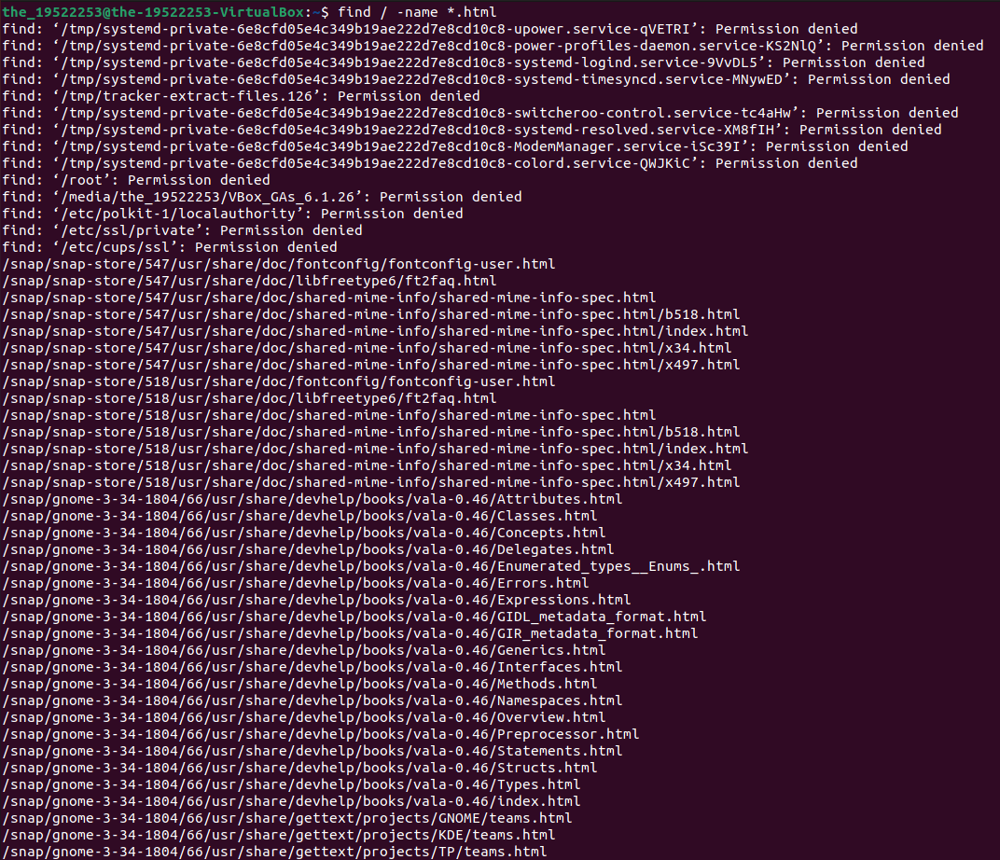 the_19522253@the-19522253-VirtualBox:~$ find / -name *.html
find: ‘/tmp/systemd-private-6e8cfd05e4c349b19ae222d7e8cd10c8-upower.service-qVETRI’: Permission denied
find: ‘/tmp/systemd-private-6e8cfd05e4c349b19ae222d7e8cd10c8-power-profiles-daemon.service-KS2NlQ’: Permission denied
find: ‘/tmp/systemd-private-6e8cfd05e4c349b19ae222d7e8cd10c8-systemd-logind.service-9VvDL5’: Permission denied
find: ‘/tmp/systemd-private-6e8cfd05e4c349b19ae222d7e8cd10c8-systemd-timesyncd.service-MNywED’: Permission denied
find: ‘/tmp/tracker-extract-files.126’: Permission denied
find: ‘/tmp/systemd-private-6e8cfd05e4c349b19ae222d7e8cd10c8-switcheroo-control.service-tc4aHw’: Permission denied
find: ‘/tmp/systemd-private-6e8cfd05e4c349b19ae222d7e8cd10c8-systemd-resolved.service-XM8fIH’: Permission denied
find: ‘/tmp/systemd-private-6e8cfd05e4c349b19ae222d7e8cd10c8-ModemManager.service-iSc39I’: Permission denied
find: ‘/tmp/systemd-private-6e8cfd05e4c349b19ae222d7e8cd10c8-colord.service-QWJKiC’: Permission denied
find: ‘/root’: Permission denied
find: ‘/media/the_19522253/VBox_GAs_6.1.26’: Permission denied
find: ‘/etc/polkit-1/localauthority’: Permission denied
find: ‘/etc/ssl/private’: Permission denied
find: ‘/etc/cups/ssl’: Permission denied
/snap/snap-store/547/usr/share/doc/fontconfig/fontconfig-user.html
/snap/snap-store/547/usr/share/doc/libfreetype6/ft2faq.html
/snap/snap-store/547/usr/share/doc/shared-mime-info/shared-mime-info-spec.html
/snap/snap-store/547/usr/share/doc/shared-mime-info/shared-mime-info-spec.html/b518.html
/snap/snap-store/547/usr/share/doc/shared-mime-info/shared-mime-info-spec.html/index.html
/snap/snap-store/547/usr/share/doc/shared-mime-info/shared-mime-info-spec.html/x34.html
/snap/snap-store/547/usr/share/doc/shared-mime-info/shared-mime-info-spec.html/x497.html
/snap/snap-store/518/usr/share/doc/fontconfig/fontconfig-user.html
/snap/snap-store/518/usr/share/doc/libfreetype6/ft2faq.html
/snap/snap-store/518/usr/share/doc/shared-mime-info/shared-mime-info-spec.html
/snap/snap-store/518/usr/share/doc/shared-mime-info/shared-mime-info-spec.html/b518.html
/snap/snap-store/518/usr/share/doc/shared-mime-info/shared-mime-info-spec.html/index.html
/snap/snap-store/518/usr/share/doc/shared-mime-info/shared-mime-info-spec.html/x34.html
/snap/snap-store/518/usr/share/doc/shared-mime-info/shared-mime-info-spec.html/x497.html
/snap/gnome-3-34-1804/66/usr/share/devhelp/books/vala-0.46/Attributes.html
/snap/gnome-3-34-1804/66/usr/share/devhelp/books/vala-0.46/Classes.html
/snap/gnome-3-34-1804/66/usr/share/devhelp/books/vala-0.46/Concepts.html
/snap/gnome-3-34-1804/66/usr/share/devhelp/books/vala-0.46/Delegates.html
/snap/gnome-3-34-1804/66/usr/share/devhelp/books/vala-0.46/Enumerated_types__Enums_.html
/snap/gnome-3-34-1804/66/usr/share/devhelp/books/vala-0.46/Errors.html
/snap/gnome-3-34-1804/66/usr/share/devhelp/books/vala-0.46/Expressions.html
/snap/gnome-3-34-1804/66/usr/share/devhelp/books/vala-0.46/GIDL_metadata_format.html
/snap/gnome-3-34-1804/66/usr/share/devhelp/books/vala-0.46/GIR_metadata_format.html
/snap/gnome-3-34-1804/66/usr/share/devhelp/books/vala-0.46/Generics.html
/snap/gnome-3-34-1804/66/usr/share/devhelp/books/vala-0.46/Interfaces.html
/snap/gnome-3-34-1804/66/usr/share/devhelp/books/vala-0.46/Methods.html
/snap/gnome-3-34-1804/66/usr/share/devhelp/books/vala-0.46/Namespaces.html
/snap/gnome-3-34-1804/66/usr/share/devhelp/books/vala-0.46/Overview.html
/snap/gnome-3-34-1804/66/usr/share/devhelp/books/vala-0.46/Preprocessor.html
/snap/gnome-3-34-1804/66/usr/share/devhelp/books/vala-0.46/Statements.html
/snap/gnome-3-34-1804/66/usr/share/devhelp/books/vala-0.46/Structs.html
/snap/gnome-3-34-1804/66/usr/share/devhelp/books/vala-0.46/Types.html
/snap/gnome-3-34-1804/66/usr/share/devhelp/books/vala-0.46/index.html
/snap/gnome-3-34-1804/66/usr/share/gettext/projects/GNOME/teams.html
/snap/gnome-3-34-1804/66/usr/share/gettext/projects/KDE/teams.html
/snap/gnome-3-34-1804/66/usr/share/gettext/projects/TP/teams.html